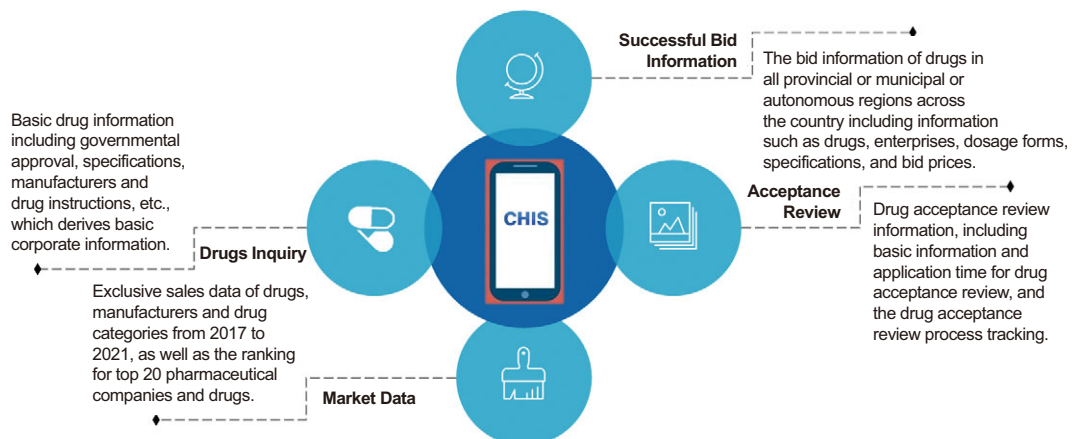 Successful Bid
Information
The bid information of drugs in
all provincial or municipal or
autonomous regions across
the country including information
such as drugs, enterprises, dosage forms,
specifications, and bid prices.
Basic drug information
including governmental
approval, specifications,
manufacturers and
drug instructions, etc.,
which derives basic
corporate information.
Drugs Inquiry
CHIS
Acceptance
Review
Drug acceptance review
information, including
basic information and
application time for drug
acceptance review, and
the drug acceptance
review process tracking.
Exclusive sales data of drugs,
manufacturers and drug
categories from 2017 to
2021, as well as the ranking
for top 20 pharmaceutical
companies and drugs.
Market Data